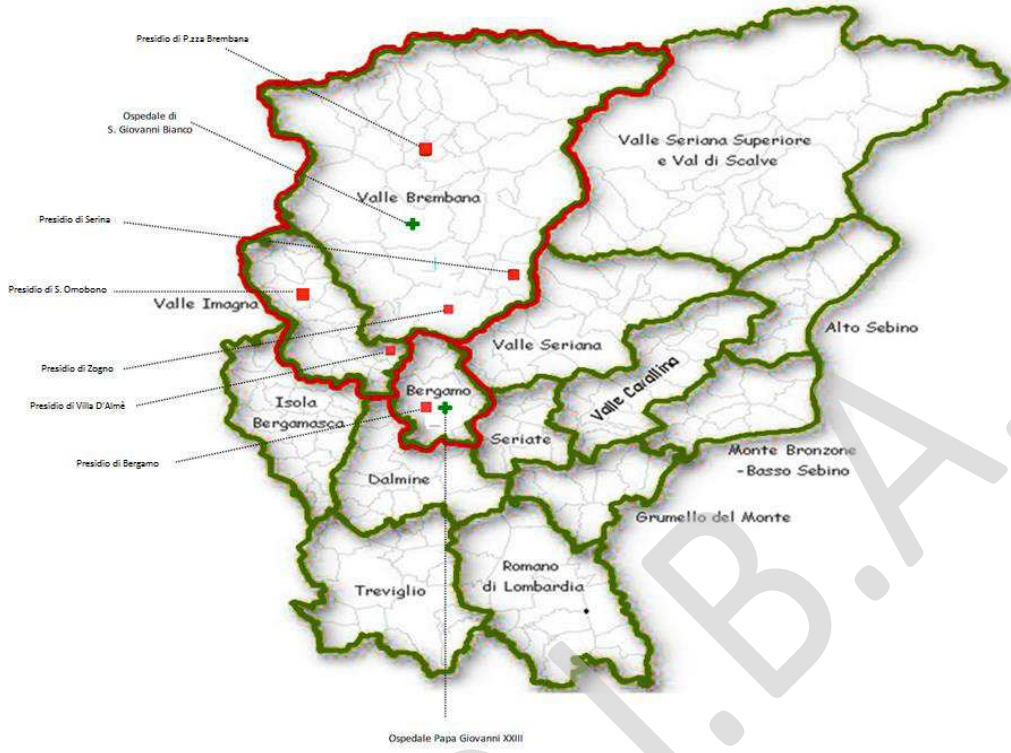 Presidio di P.zza Brembana
Ospedale di
S. Giovanni Bianco
Valle Seriana Superiore
e Val di Scalve
Valle Brembana
Presidio di Serina
Presidio di S. Omobono
Valle Imagna
Alto Sebino
Valle Seriana
Presidio di Zogno
Valle Cavallina
Bergamo
Presidio di Villa D'Almè
Isola
Bergamasca
Seriate
Monte Bronzone
-Basso Sebino
Presidio di Bergamo
Dalmine
Grumello del Monte
Romano
di Lombardia
Treviglio
Ospedale Papa Giovanni XXIII
I.B.A.